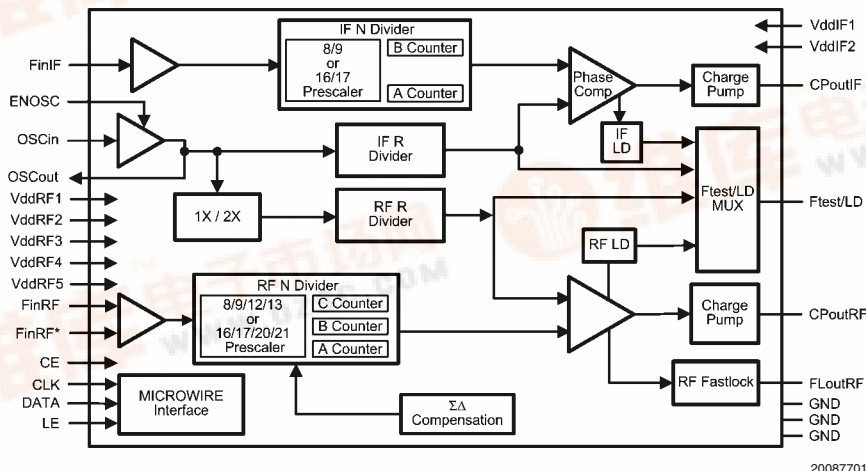 IF N Divider
8/9
or
16/17
Prescaler
B Counter
A Counter
FinIF
ENOSC
OSCin
OSCout
VddRF1
VddRF2
VddRF3
VddRF4
VddRF5
FinRF
FinRF*
CE
CLK
DATA
LE
Phase
Comp
Charge
Pump
IF
LD
IF R
Divider
1X / 2X
RF R
Divider
Ftest/LD
MUX
RF LD
RF N Divider
8/9/12/13
or
16/17/20/21
Prescaler
C Counter
B Counter
A Counter
Charge
Pump
RF Fastlock
MICROWIRE
Interface
ΣΔ
Compensation
VddIF1
VddIF2
CPoutIF
Ftest/LD
CPoutRF
FLoutRF
GND
GND
GND
20087701